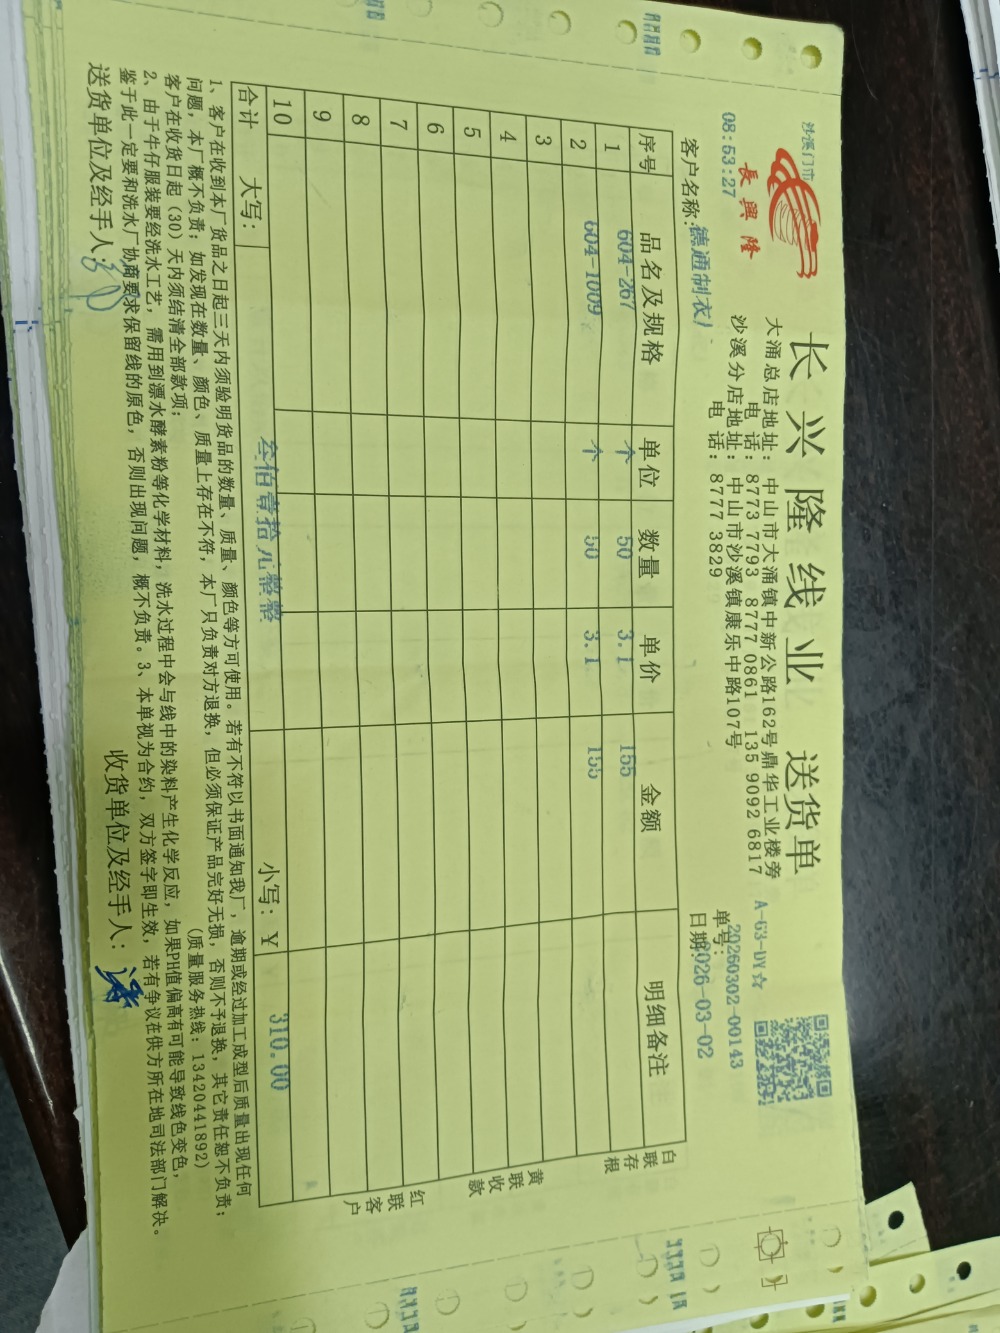 沙溪门市
長興隆
08:53:27
长兴隆线业 送货单
大涌总店地址：中山市大涌镇中新公路162号鼎华工业楼旁
电 话：8773 7793 8777 0861 135 9092 6817
沙溪分店地址：中山市沙溪镇康乐中路107号
电 话：8777 3829
A-63-DY☆
单号：20260302-00143
客户名称：德通制衣厂
日期：2026-03-02
序号 品名及规格 单位 数量 单价 金额 明细备注
1 604-267 个 50 3.1 155
2 604-1009 个 50 3.1 155
3
4
5
6
7
8
9
10
合计 大写： 叁佰壹拾元整 小写：￥ 310.00
白联存根
黄联收款
红联客户
1、客户在收到本厂货品之日起三天内须验明货品的数量、质量、颜色等方可使用。若有不符以书面通知我厂，逾期或经过加工成型后质量出现任何
问题，本厂概不负责；如发现在数量、颜色、质量上存在不符，本厂只负责对方退换，但必须保证产品完好无损，否则不予退换，其它责任恕不负责；
客户在收货日起（30）天内须结清全部款项； （质量服务热线：13420441892）
2、由于牛仔服装要经洗水工艺，需用到漂水酵素粉等化学材料，洗水过程中会与线中的染料产生化学反应，如果PH值偏高有可能导致线色变色，
鉴于此一定要和洗水厂协商要求保留线的原色，否则出现问题，概不负责。3、本单视为合约，双方签字即生效，若有争议在供方所在地司法部门解决。
送货单位及经手人： 收货单位及经手人：